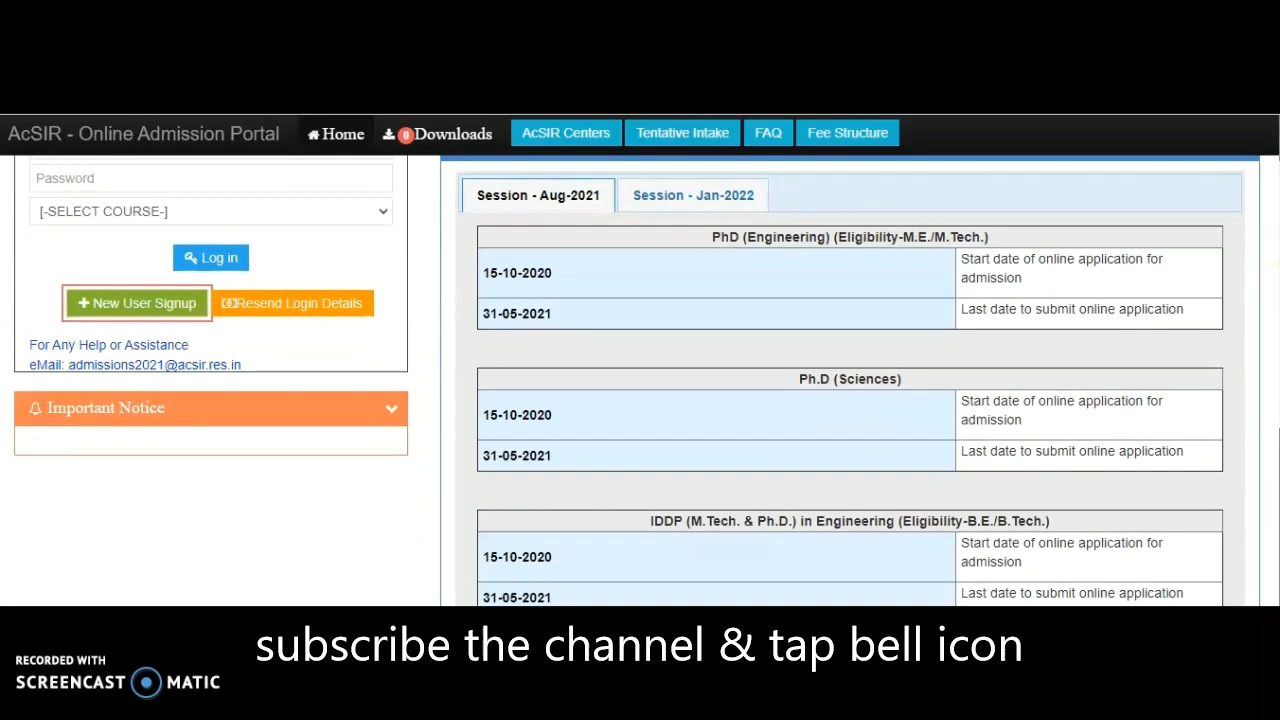 AcSIR - Online Admission Portal
Home
0
Downloads
AcSIR Centers
Tentative Intake
FAQ
Fee Structure
Password
[-SELECT COURSE-]
Log in
New User Signup
Resend Login Details
For Any Help or Assistance
eMail: admissions2021@acsir.res.in
Important Notice
Session - Aug-2021
Session - Jan-2022
PhD (Engineering) (Eligibility-M.E./M.Tech.)
15-10-2020
Start date of online application for
admission
31-05-2021
Last date to submit online application
Ph.D (Sciences)
15-10-2020
Start date of online application for
admission
31-05-2021
Last date to submit online application
IDDP (M.Tech. & Ph.D.) in Engineering (Eligibility-B.E./B.Tech.)
15-10-2020
Start date of online application for
admission
31-05-2021
Last date to submit online application
subscribe the channel & tap bell icon
RECORDED WITH
SCREENCAST MATIC